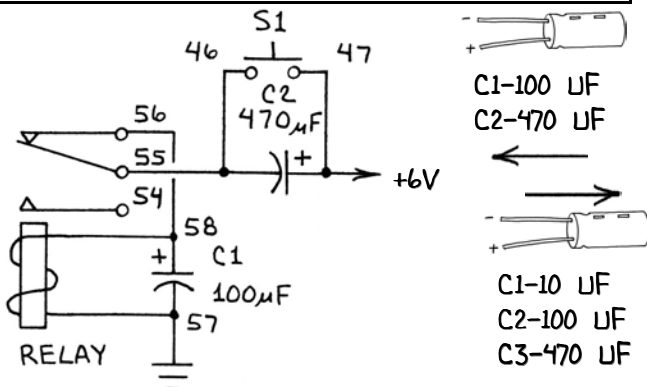 S1
46
47
C2
470µF
+
+6V
56
55
54
58
+
C1
100µF
57
RELAY
-
+
C1-100 UF
C2-470 UF
-
+
C1-10 UF
C2-100 UF
C3-470 UF